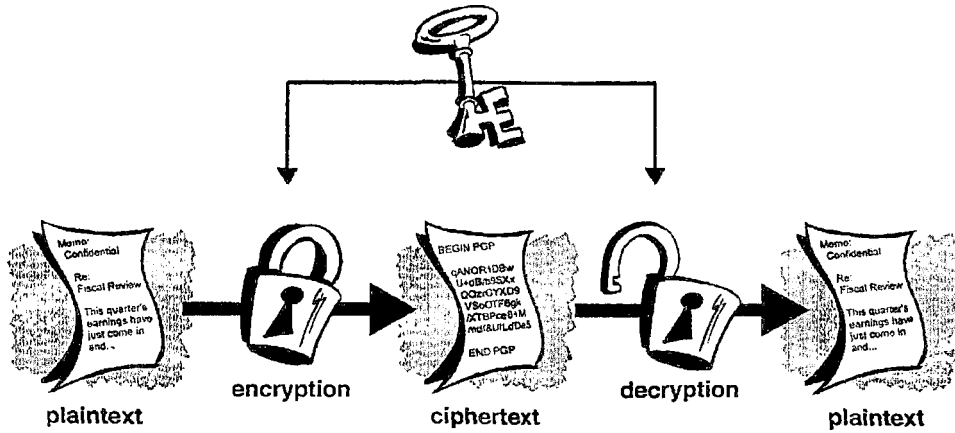 Memo:
Confidential
Re:
Fiscal Review
This quarter's
earnings have
just come in
and...
plaintext
encryption
BEGIN PGP
END PGP
ciphertext
decryption
Memo:
Confidential
Re:
Fiscal Review
This quarter's
earnings have
just come in
and...
plaintext